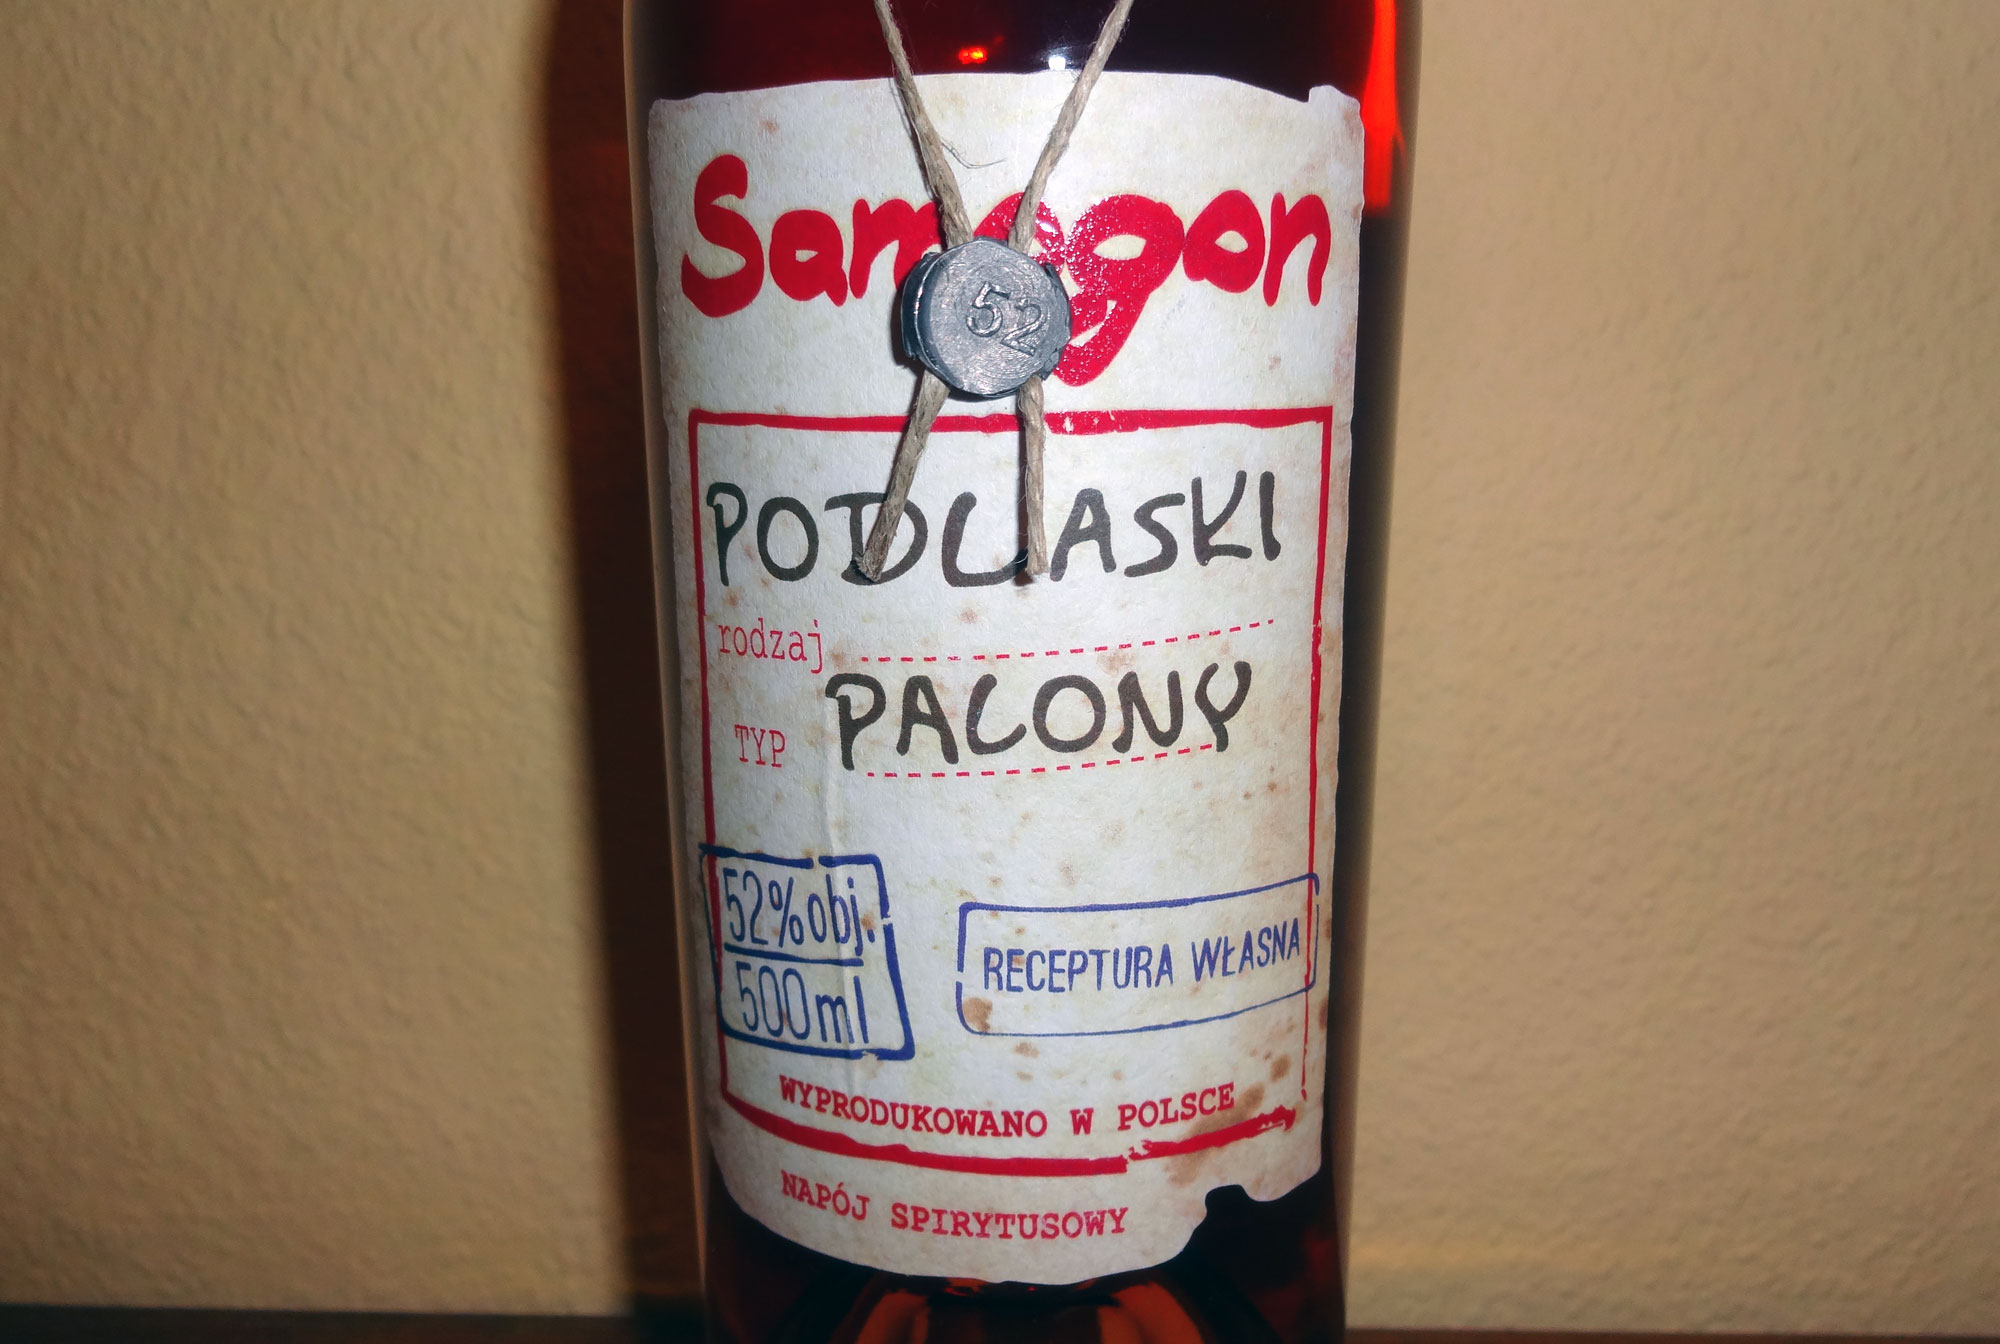 Samogon
52
PODLASKI
rodzaj
PALONY
TYP
52% obj.
500ml
RECEPTURA WŁASNA
WYPRODUKOWANO W POLSCE
NAPÓJ SPIRYTUSOWY